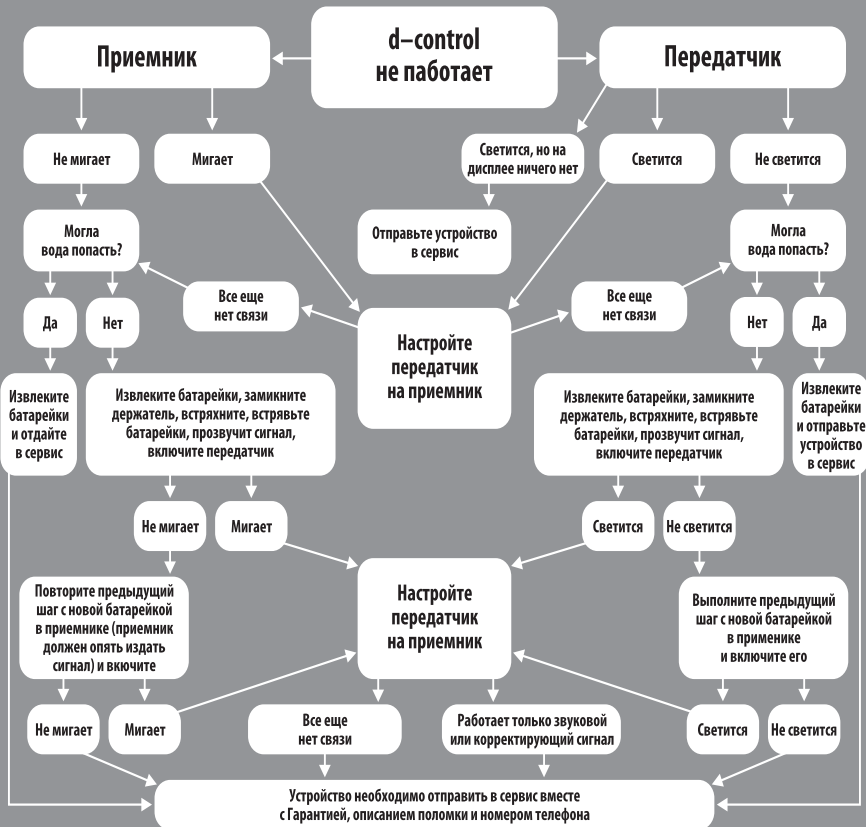 d–control
не паботает
Приемник
Передатчик
Не мигает
Мигает
Светится, но на
дисплее ничего нет
Светится
Не светится
Могла
вода попасть?
Отправьте устройство
в сервис
Могла
вода попасть?
Все еще
нет связи
Все еще
нет связи
Да
Нет
Настройте
передатчик
на приемник
Нет
Да
Извлеките
батарейки
и отдайте
в сервис
Извлеките батарейки, замикните
держатель, встряхните, встрявьте
батарейки, прозвучит сигнал,
включите передатчик
Извлеките батарейки, замикните
держатель, встряхните, встрявьте
батарейки, прозвучит сигнал,
включите передатчик
Извлеките
батарейки
и отправьте
устройство
в сервис
Не мигает
Мигает
Светится
Не светится
Повторите предыдущий
шаг с новой батарейкой
в приемнике (приемник
должен опять издать
сигнал) и вкючите
Настройте
передатчик
на приемник
Выполните предыдущий
шаг с новой батарейкой
в применике
и включите его
Не мигает
Мигает
Все еще
нет связи
Работает только звуковой
или корректирующий сигнал
Светится
Не светится
Устройство необходимо отправить в сервис вместе
с Гарантией, описанием поломки и номером телефона